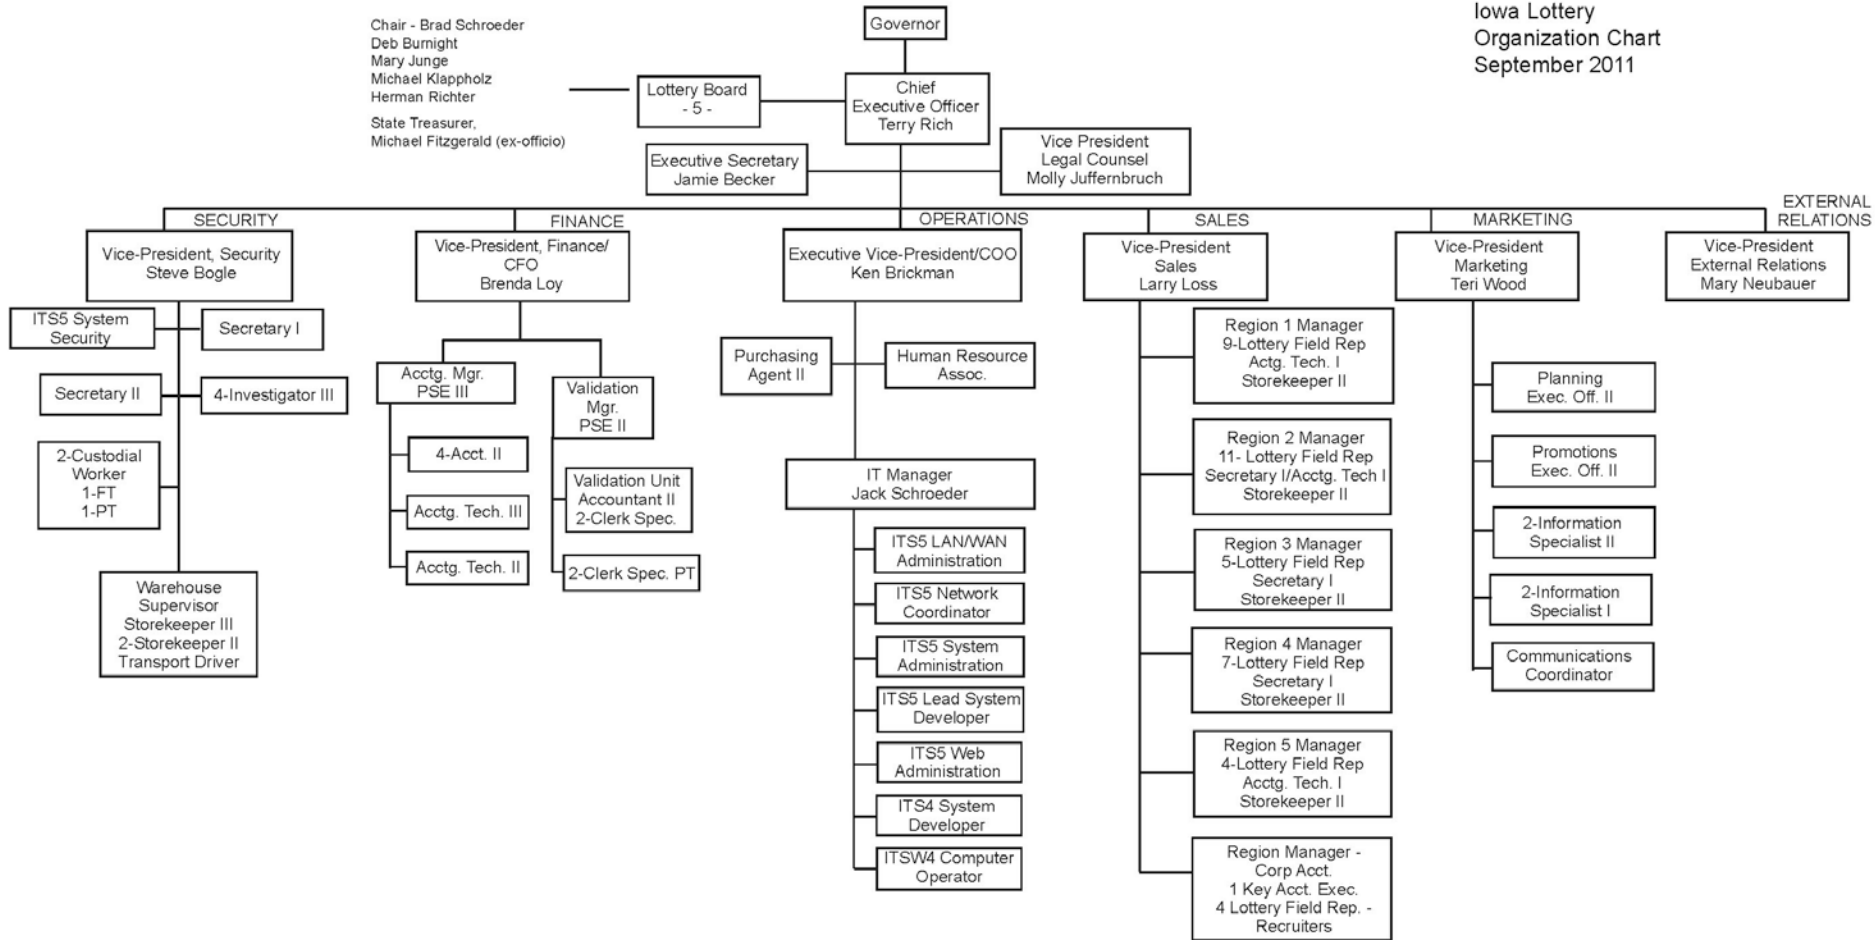 Iowa Lottery
Organization Chart
September 2011
Chair - Brad Schroeder
Deb Burnight
Mary Junge
Michael Klappholz
Herman Richter
State Treasurer,
Michael Fitzgerald (ex-officio)
Governor
Lottery Board
- 5 -
Chief
Executive Officer
Terry Rich
Executive Secretary
Jamie Becker
Vice President
Legal Counsel
Molly Juffernbruch
SECURITY
Vice-President, Security
Steve Bogle
ITS5 System
Security
Secretary I
Secretary II
4-Investigator III
2-Custodial
Worker
1-FT
1-PT
Warehouse
Supervisor
Storekeeper III
2-Storekeeper II
Transport Driver
FINANCE
Vice-President, Finance/
CFO
Brenda Loy
Acctg. Mgr.
PSE III
4-Acct. II
Acctg. Tech. III
Acctg. Tech. II
Validation
Mgr.
PSE II
Validation Unit
Accountant II
2-Clerk Spec.
2-Clerk Spec. PT
OPERATIONS
Executive Vice-President/COO
Ken Brickman
Purchasing
Agent II
Human Resource
Assoc.
IT Manager
Jack Schroeder
ITS5 LAN/WAN
Administration
ITS5 Network
Coordinator
ITS5 System
Administration
ITS5 Lead System
Developer
ITS5 Web
Administration
ITS4 System
Developer
ITSW4 Computer
Operator
SALES
Vice-President
Sales
Larry Loss
Region 1 Manager
9-Lottery Field Rep
Actg. Tech. I
Storekeeper II
Region 2 Manager
11- Lottery Field Rep
Secretary I/Acctg. Tech I
Storekeeper II
Region 3 Manager
5-Lottery Field Rep
Secretary I
Storekeeper II
Region 4 Manager
7-Lottery Field Rep
Secretary I
Storekeeper II
Region 5 Manager
4-Lottery Field Rep
Acctg. Tech. I
Storekeeper II
Region Manager -
Corp Acct.
1 Key Acct. Exec.
4 Lottery Field Rep. -
Recruiters
MARKETING
Vice-President
Marketing
Teri Wood
Planning
Exec. Off. II
Promotions
Exec. Off. II
2-Information
Specialist II
2-Information
Specialist I
Communications
Coordinator
EXTERNAL
RELATIONS
Vice-President
External Relations
Mary Neubauer